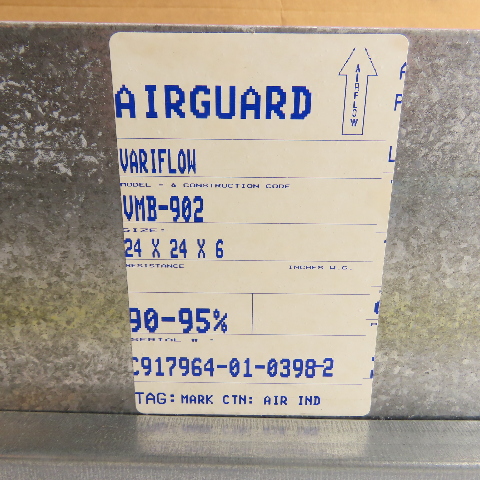 AIRGUARD
AIRFLOW
VARIFLOW
MODEL - & CONSTRUCTION CODE
VMB-902
SIZE:
24 X 24 X 6
RESISTANCE INCHES W.G.
90-95%
SERIAL #
C917964-01-0398-2
TAG: MARK CTN: AIR IND